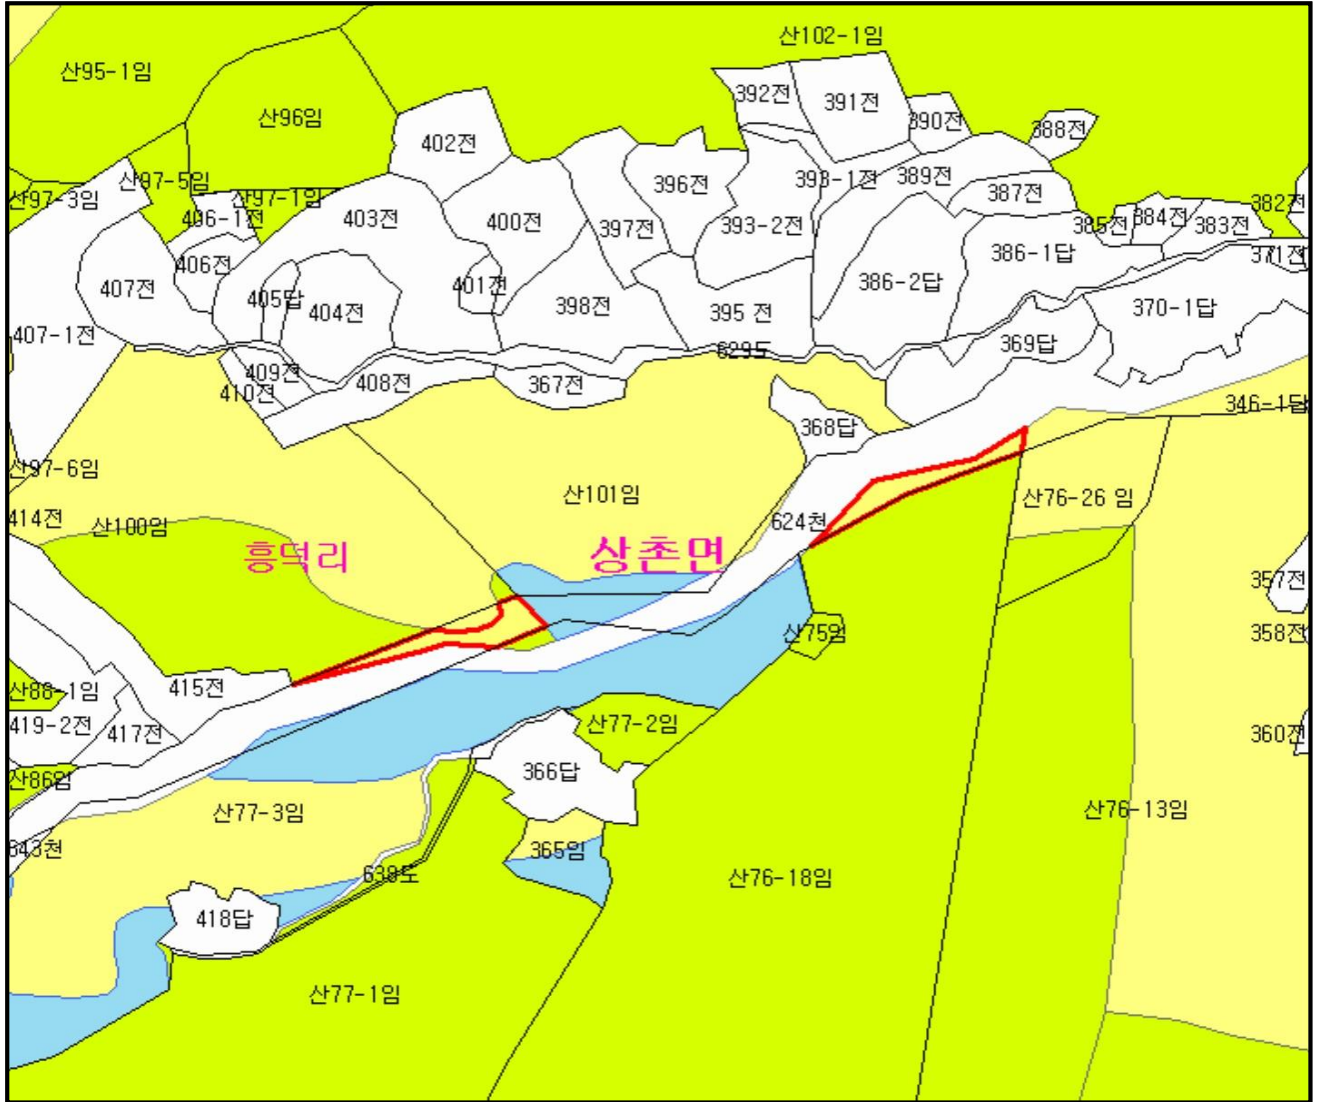 산102-1임
산95-1임
392전
391전
산96임
390전
388전
402전
산97-5임
393-1전
389전
396전
387전
산97-3임
산97-1임
382전
406-1전
403전
400전
397전
393-2전
385전
384전
383전
386-1답
371전
406전
407전
401전
386-2답
405답
404전
398전
395 전
370-1답
407-1전
369답
629도
409전
408전
367전
410전
346-1답
368답
산97-6임
산101임
산76-26 임
414전
산100임
624천
흥덕리
상촌면
357전
산75임
358전
산88-1임
415전
419-2전
417전
산77-2임
360전
산86임
366답
산77-3임
산76-13임
643천
365임
638도
산76-18임
418답
산77-1임